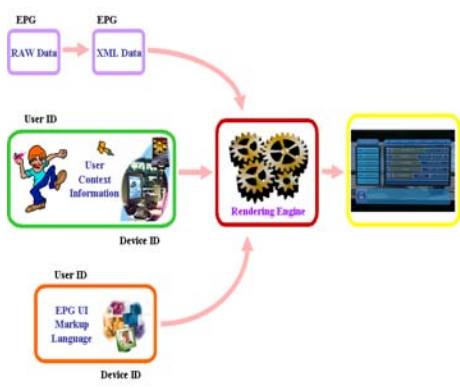 EPG
EPG
RAW Data
XML Data
User ID
User
Context
Information
Device ID
Rendering Engine
User ID
EPG UI
Markup
Language
Device ID